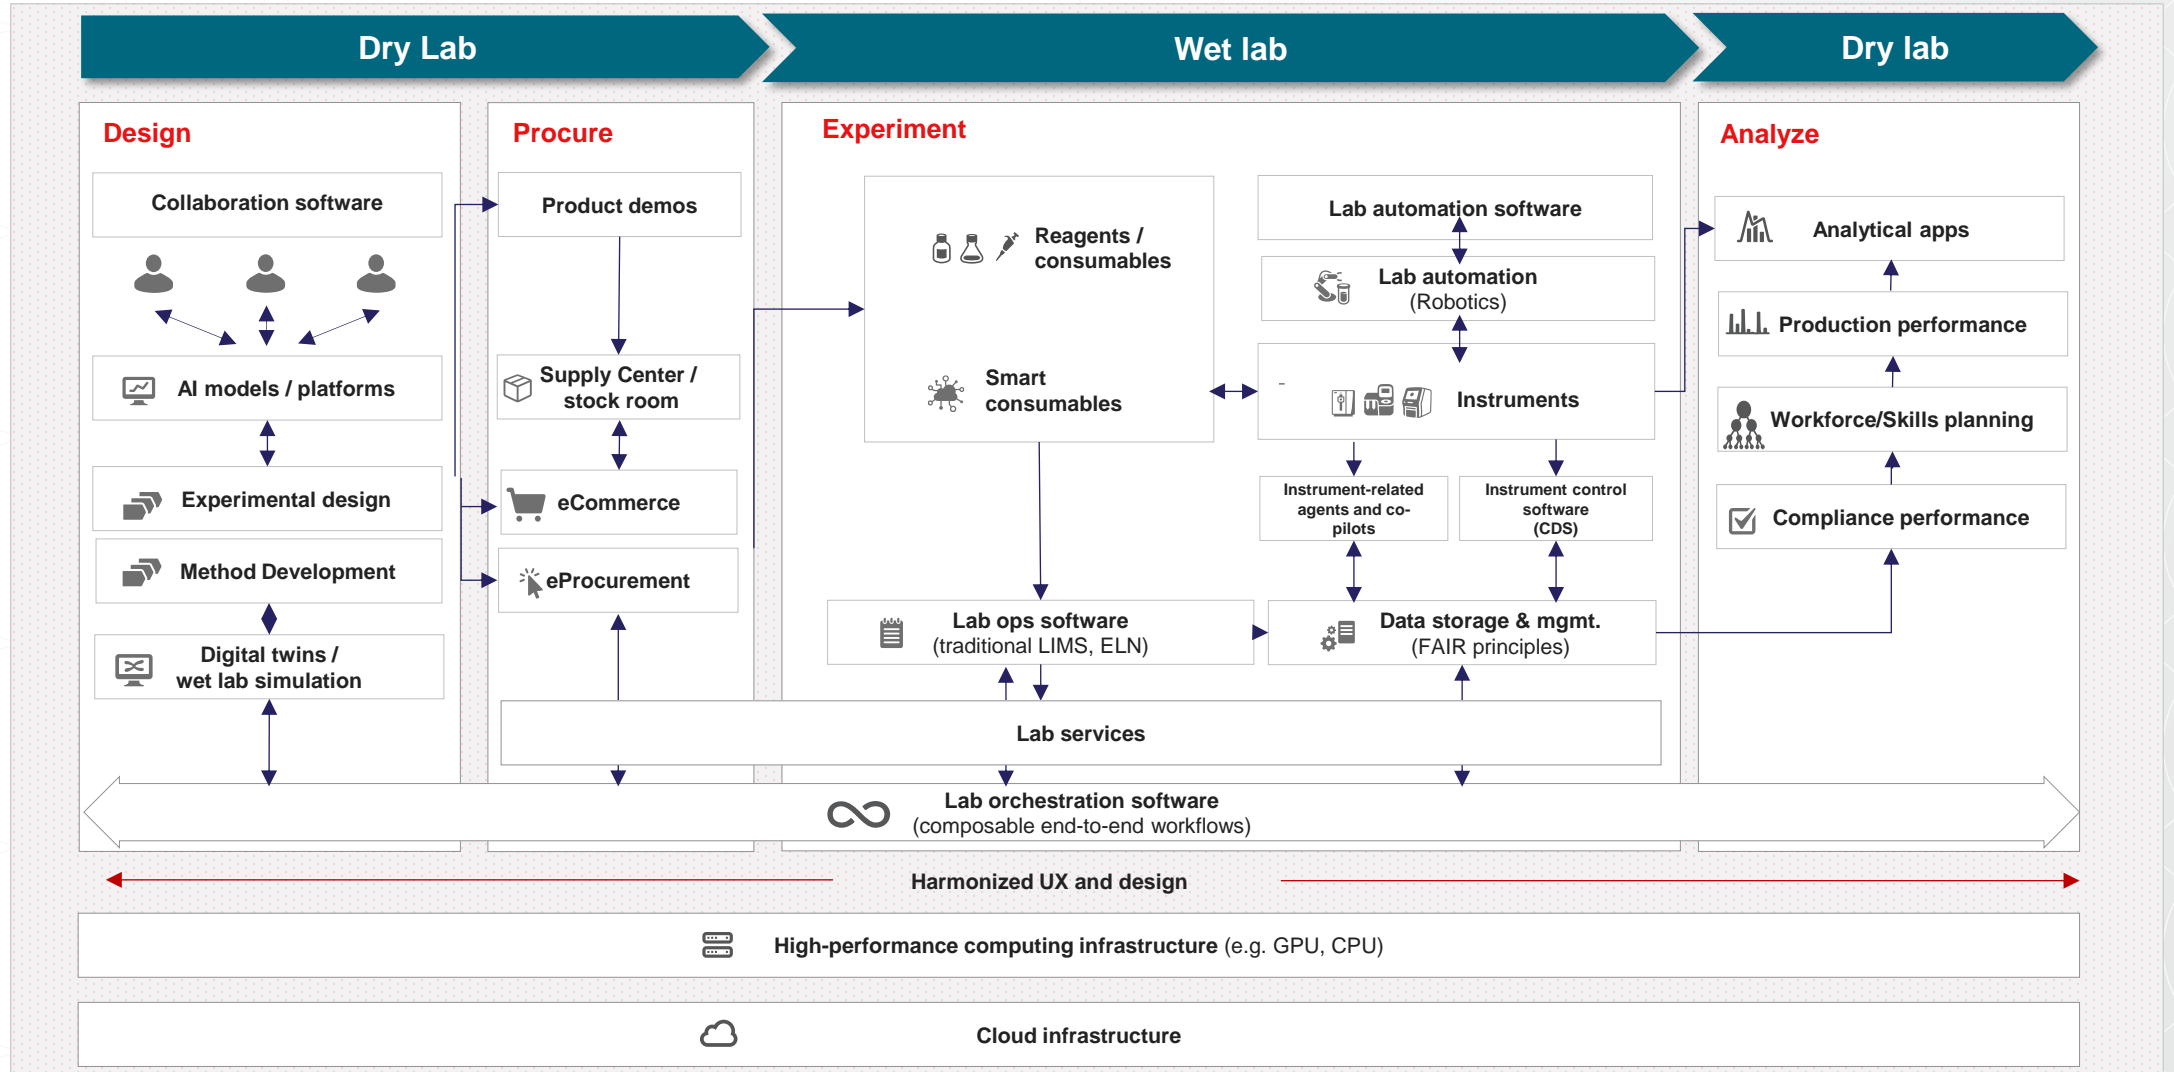 Dry Lab
Wet lab
Dry lab
Design
Collaboration software
AI models / platforms
Experimental design
Method Development
Digital twins /
wet lab simulation
Procure
Product demos
Supply Center /
stock room
eCommerce
eProcurement
Experiment
Reagents /
consumables
Smart
consumables
Lab automation software
Lab automation
(Robotics)
-
Instruments
Instrument-related
agents and co-
pilots
Instrument control
software
(CDS)
Lab ops software
(traditional LIMS, ELN)
Data storage & mgmt.
(FAIR principles)
Analyze
Analytical apps
Production performance
Workforce/Skills planning
Compliance performance
Lab services
Lab orchestration software
(composable end-to-end workflows)
Harmonized UX and design
High-performance computing infrastructure (e.g. GPU, CPU)
Cloud infrastructure